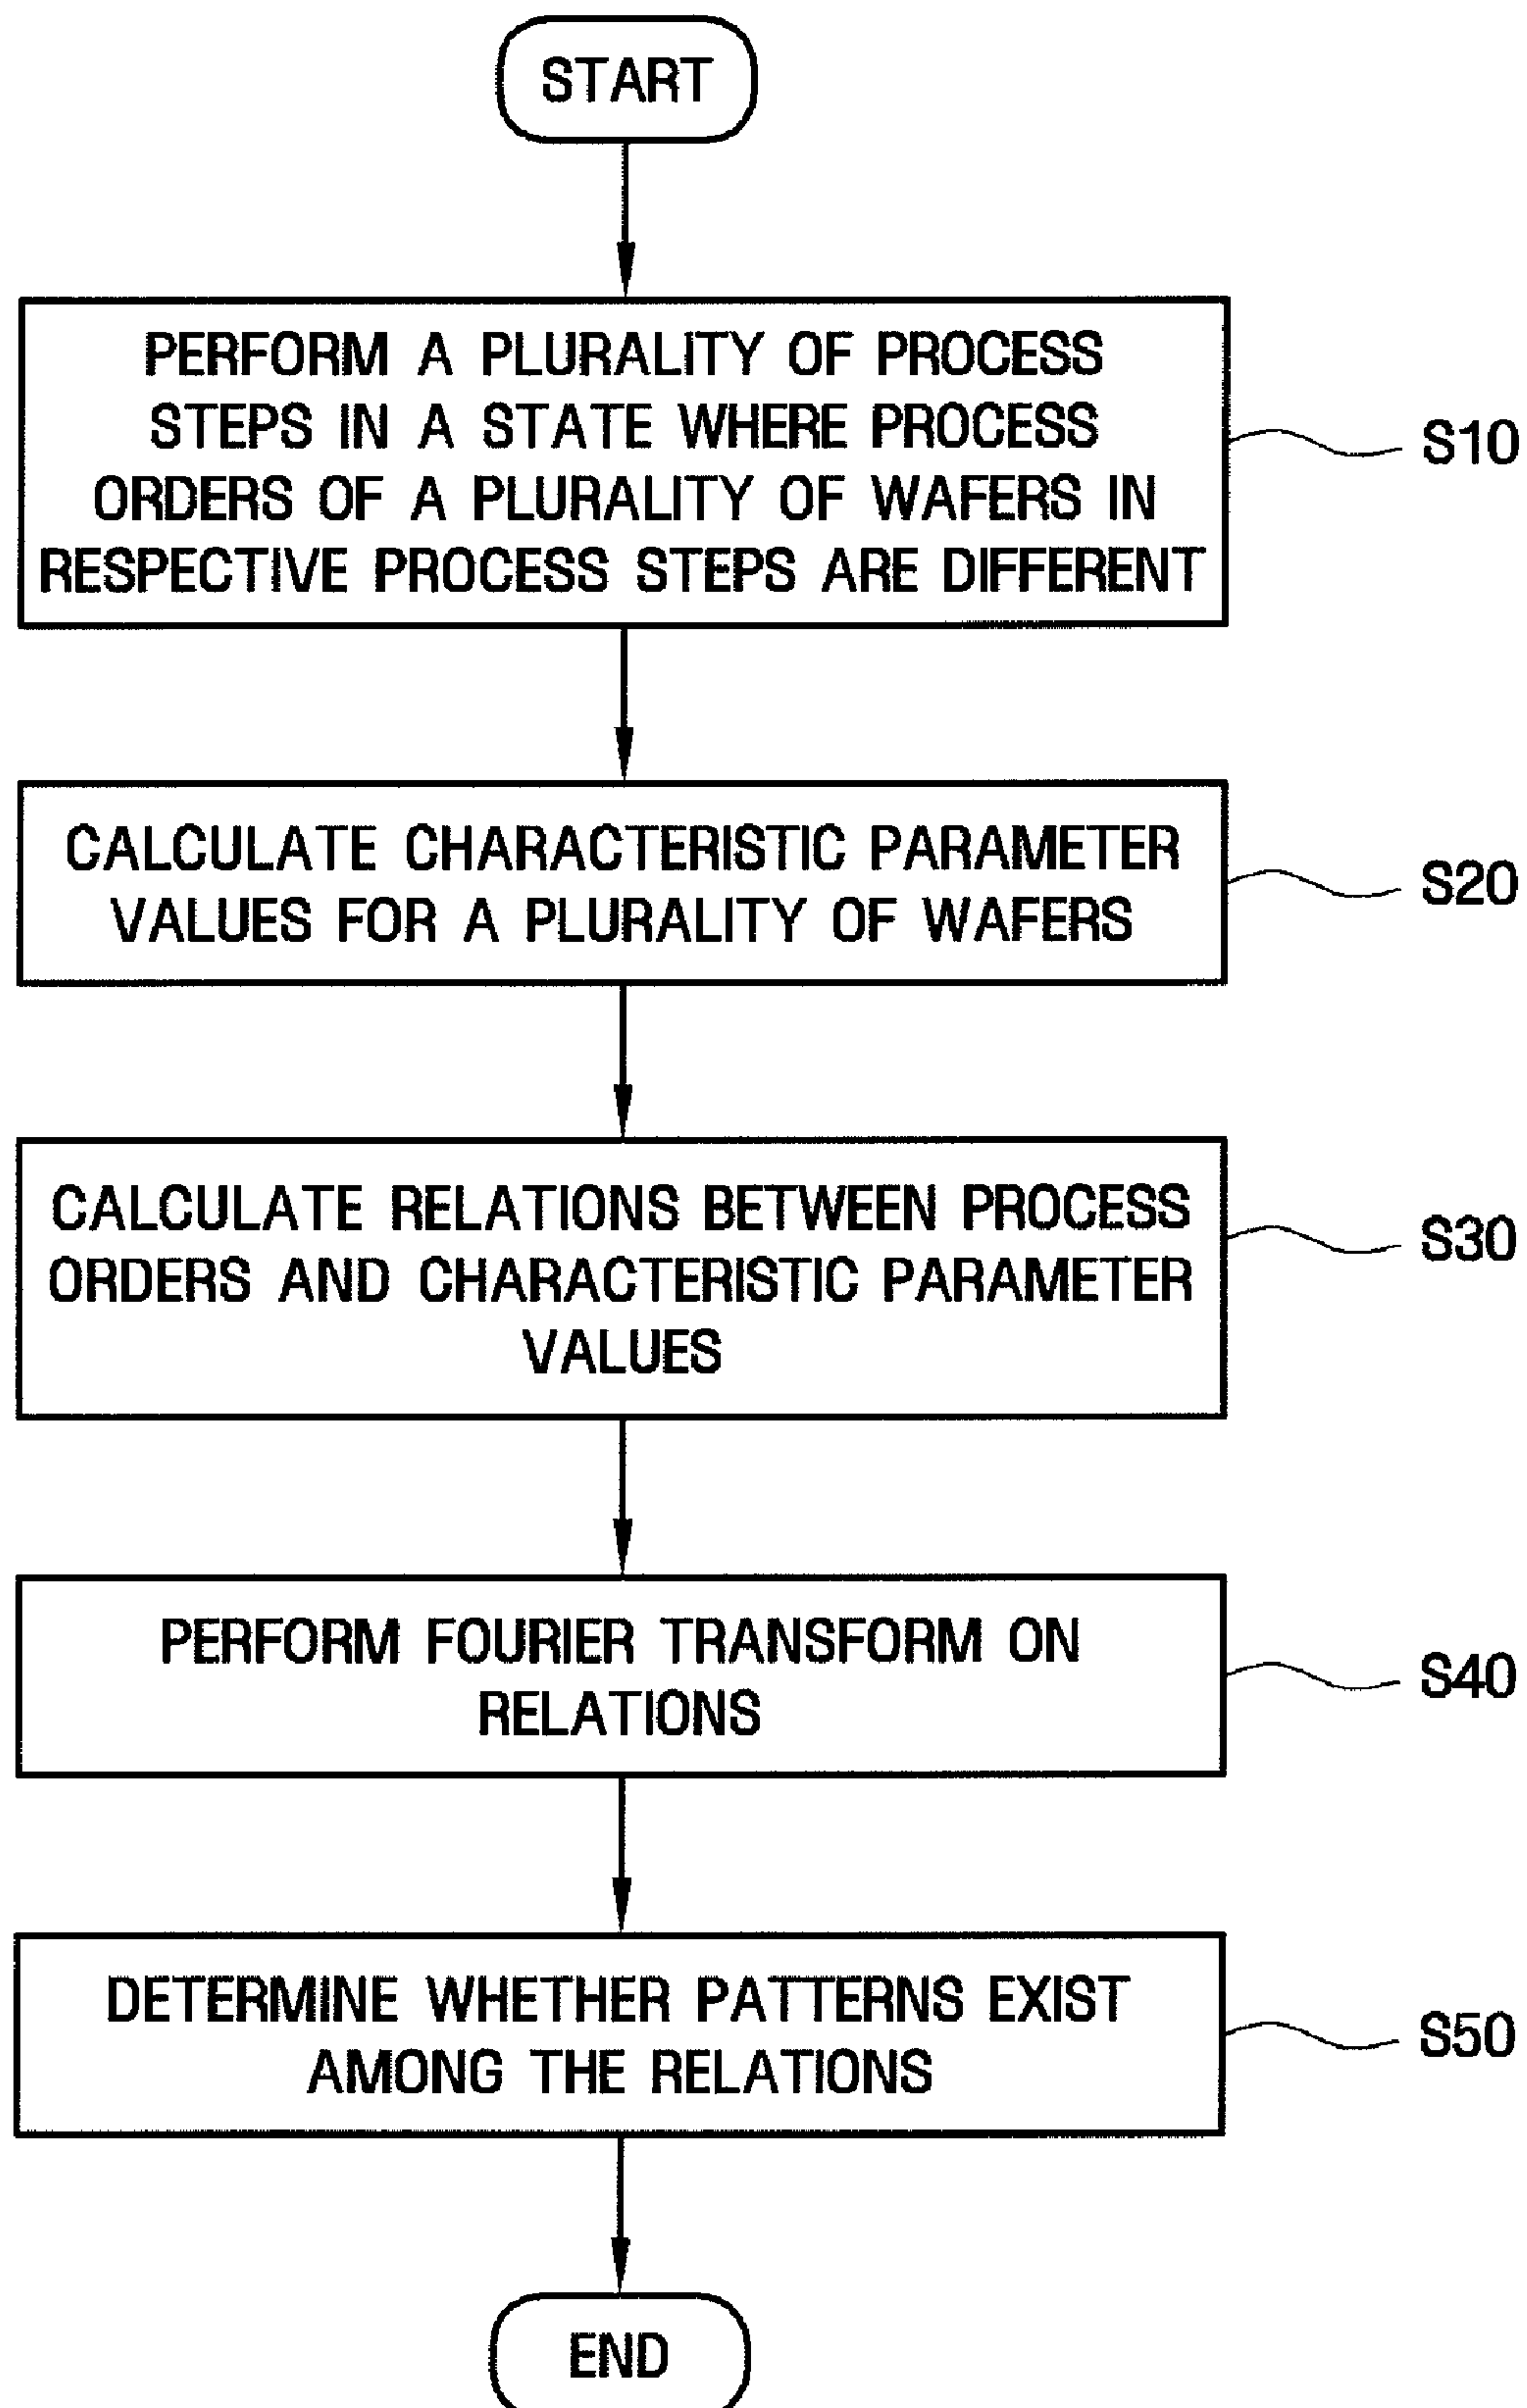 START
PERFORM A PLURALITY OF PROCESS
STEPS IN A STATE WHERE PROCESS
ORDERS OF A PLURALITY OF WAFERS IN
RESPECTIVE PROCESS STEPS ARE DIFFERENT
S10
CALCULATE CHARACTERISTIC PARAMETER
VALUES FOR A PLURALITY OF WAFERS
S20
CALCULATE RELATIONS BETWEEN PROCESS
ORDERS AND CHARACTERISTIC PARAMETER
VALUES
S30
PERFORM FOURIER TRANSFORM ON
RELATIONS
S40
DETERMINE WHETHER PATTERNS EXIST
AMONG THE RELATIONS
S50
END